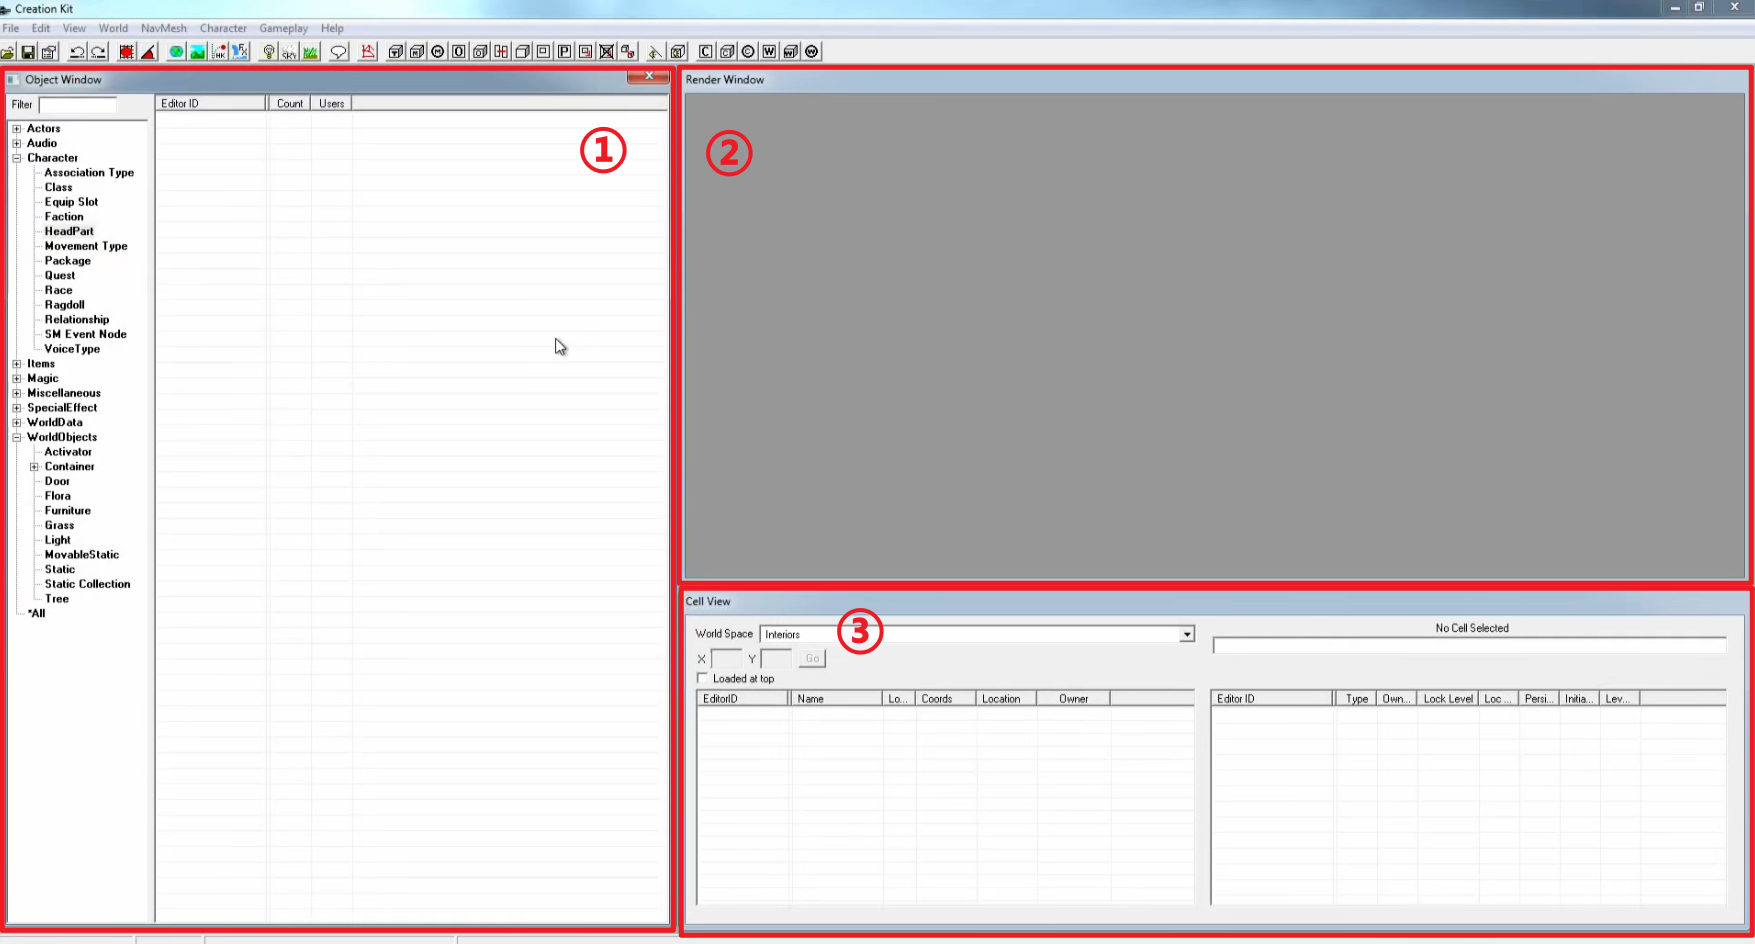 Creation Kit
File Edit View World NavMesh Character Gameplay Help
Object Window
Filter
Editor ID Count Users
①
Actors
Audio
Character
Association Type
Class
Equip Slot
Faction
HeadPart
Movement Type
Package
Quest
Race
Ragdoll
Relationship
SM Event Node
VoiceType
Items
Magic
Miscellaneous
SpecialEffect
WorldData
WorldObjects
Activator
Container
Door
Flora
Furniture
Grass
Light
MovableStatic
Static
Static Collection
Tree
*All
Render Window
②
Cell View
World Space Interiors
③
X Y Go
Loaded at top
EditorID Name Lo... Coords Location Owner
No Cell Selected
Editor ID Type Own... Lock Level Loc ... Persi... Initia... Lev...